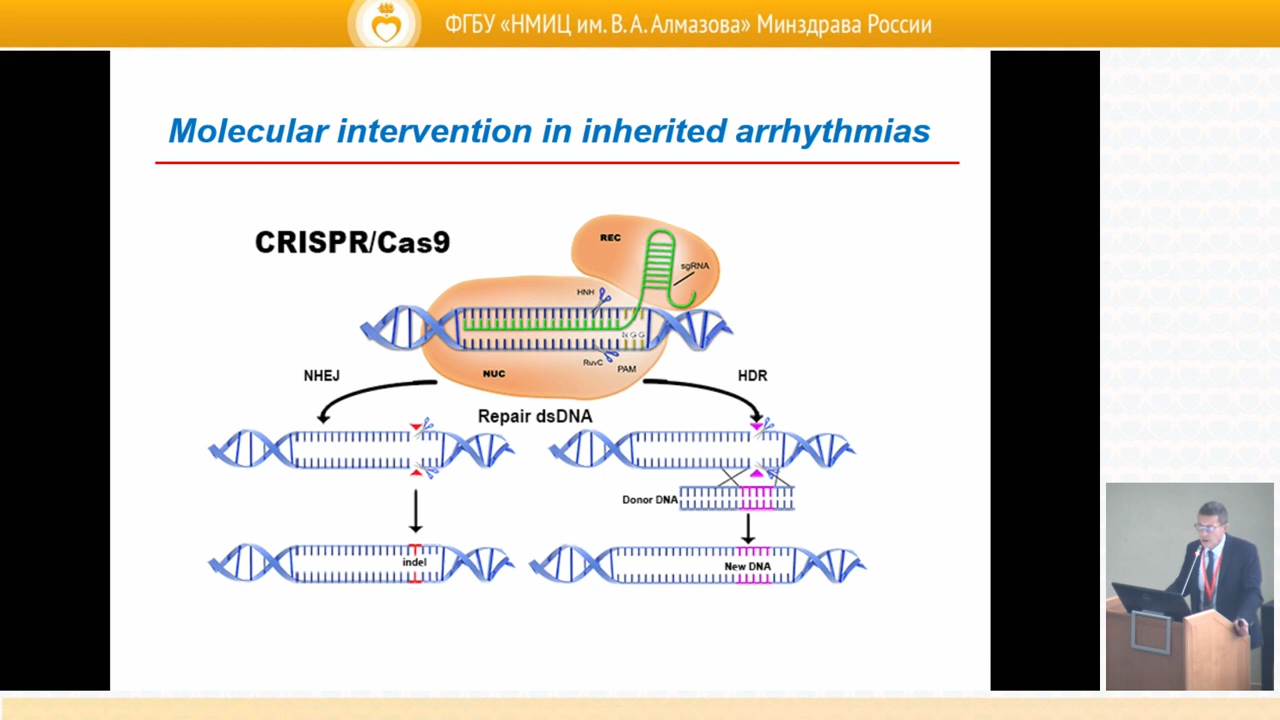 ФГБУ «НМИЦ им. В. А. Алмазова» Минздрава России
Molecular intervention in inherited arrhythmias
CRISPR/Cas9
REC
sgRNA
HNH
NGG
RuvC
PAM
NUC
NHEJ
HDR
Repair dsDNA
Donor DNA
indel
New DNA